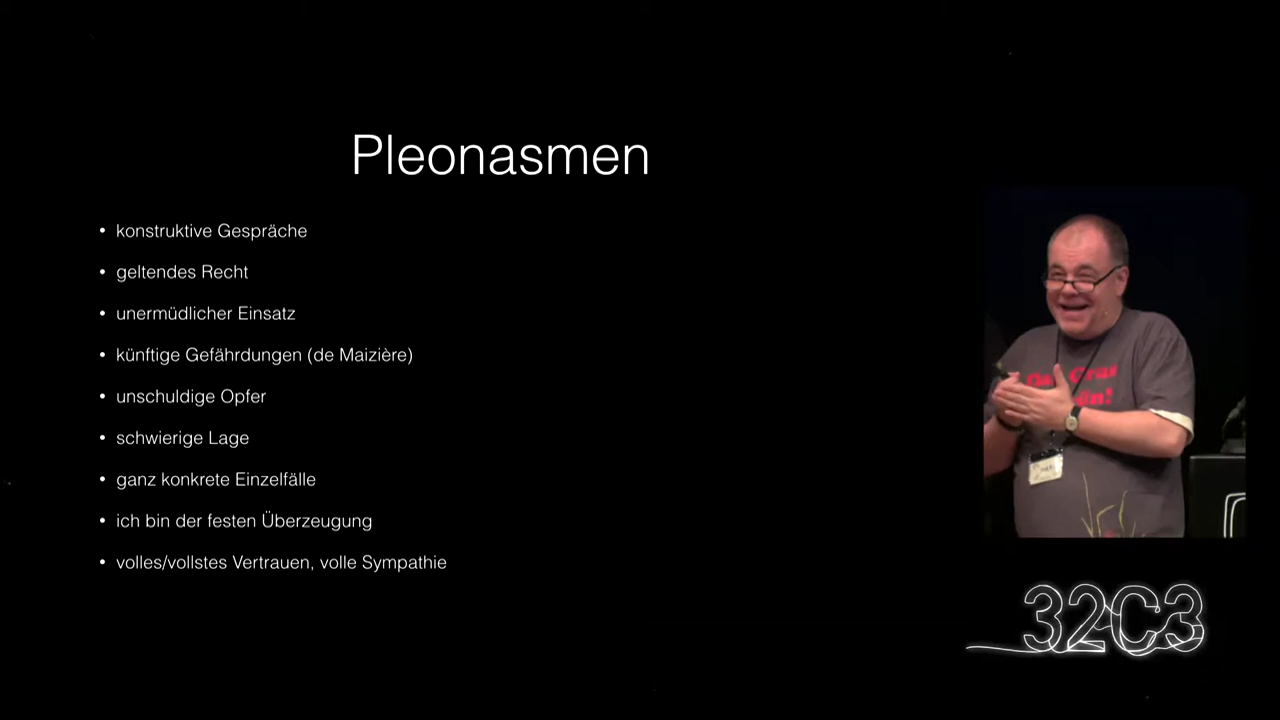 Pleonasmen
• konstruktive Gespräche
• geltendes Recht
• unermüdlicher Einsatz
• künftige Gefährdungen (de Maizière)
• unschuldige Opfer
• schwierige Lage
• ganz konkrete Einzelfälle
• ich bin der festen Überzeugung
• volles/vollstes Vertrauen, volle Sympathie
32C3